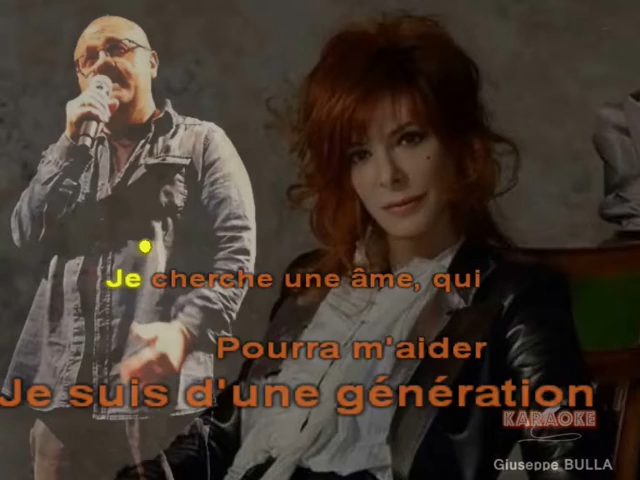 Je cherche une âme, qui
Pourra m'aider
Je suis d'une génération
KARAOKE
Giuseppe BULLA